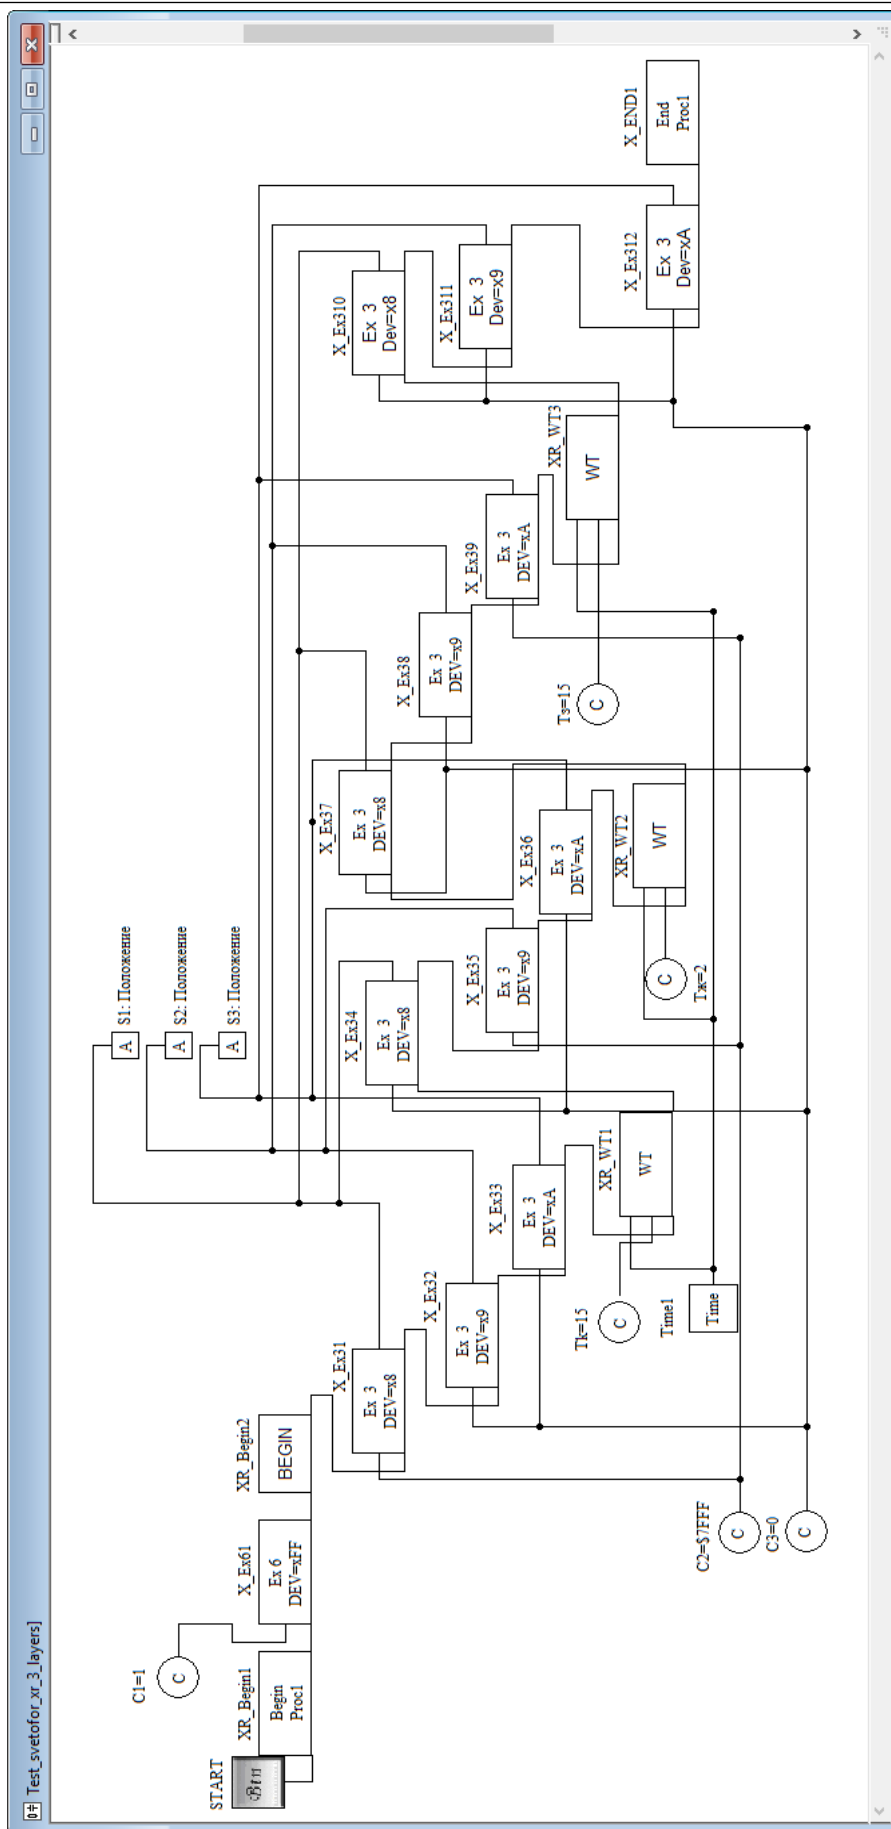 Test_svetofor_xr_3_layers]
START
Btn
XR_Begin1
Begin
Proc1
C1=1
C
X_Ex61
Ex 6
DEV=xFF
XR_Begin2
BEGIN
X_Ex31
Ex 3
DEV=x8
X_Ex32
Ex 3
DEV=x9
X_Ex33
Ex 3
DEV=xA
Tk=15
C
XR_WT1
WT
Time1
Time
C2=$7FFF
C
C3=0
C
A
S1: Положение
A
S2: Положение
A
S3: Положение
X_Ex34
Ex 3
DEV=x8
X_Ex35
Ex 3
DEV=x9
X_Ex36
Ex 3
DEV=xA
C
Тж=2
XR_WT2
WT
X_Ex37
Ex 3
DEV=x8
X_Ex38
Ex 3
DEV=x9
X_Ex39
Ex 3
DEV=xA
Тз=15
C
XR_WT3
WT
X_Ex310
Ex 3
Dev=x8
X_Ex311
Ex 3
Dev=x9
X_Ex312
Ex 3
Dev=xA
X_END1
End
Proc1